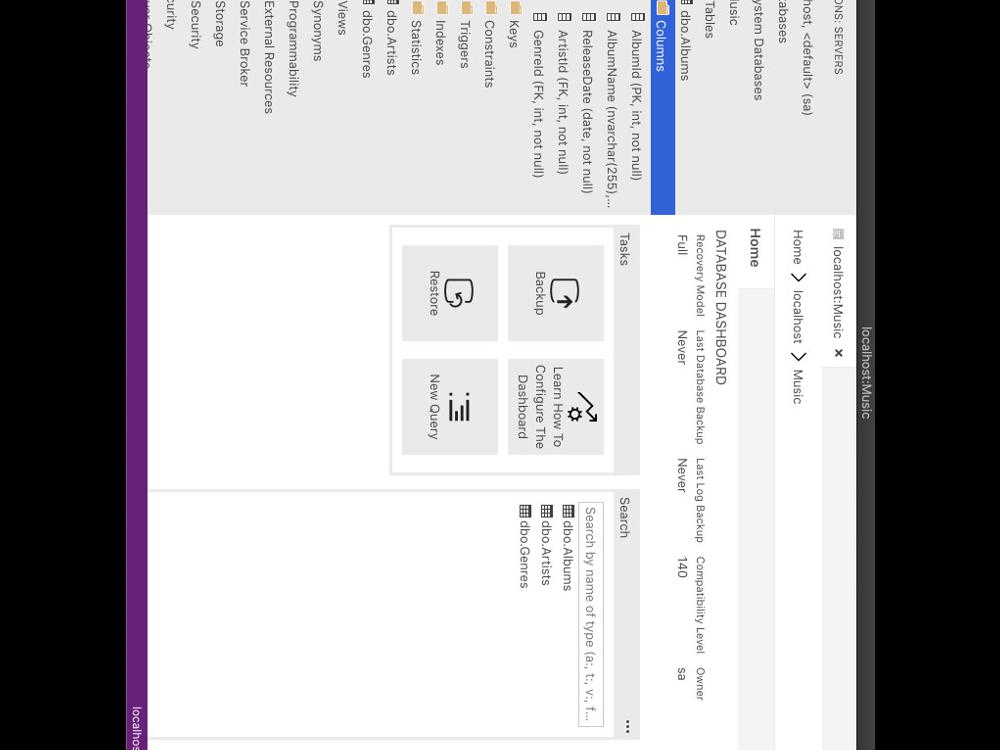 localhost:Music
ONS: SERVERS
host, <default> (sa)
abases
ystem Databases
usic
Tables
dbo.Albums
Columns
AlbumId (PK, int, not null)
AlbumName (nvarchar(255),...
ReleaseDate (date, not null)
ArtistId (FK, int, not null)
GenreId (FK, int, not null)
Keys
Constraints
Triggers
Indexes
Statistics
dbo.Artists
dbo.Genres
Views
Synonyms
Programmability
External Resources
Service Broker
Storage
Security
curity
ver Objects
localhost:Music
Home > localhost > Music
Home
DATABASE DASHBOARD
Recovery Model Last Database Backup Last Log Backup Compatibility Level Owner
Full Never Never 140 sa
Tasks
Backup
Learn How To
Configure The
Dashboard
Restore
New Query
Search
Search by name of type (a:, t:, v:, f...
dbo.Albums
dbo.Artists
dbo.Genres
localhos